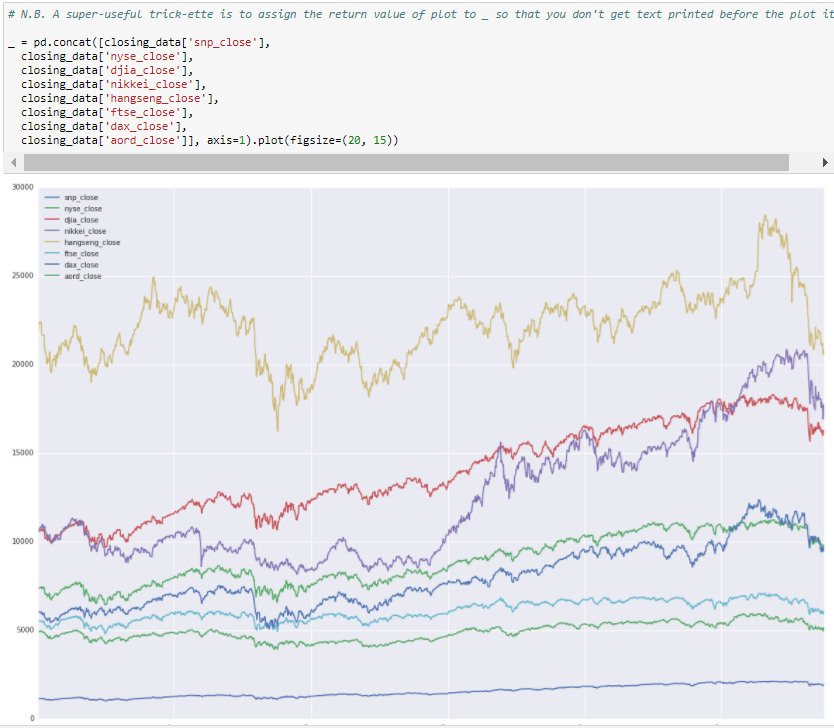 # N.B. A super-useful trick-ette is to assign the return value of plot to _ so that you don't get text printed before the plot it
_ = pd.concat([closing_data['snp_close'],
closing_data['nyse_close'],
closing_data['djia_close'],
closing_data['nikkei_close'],
closing_data['hangseng_close'],
closing_data['ftse_close'],
closing_data['dax_close'],
closing_data['aord_close']], axis=1).plot(figsize=(20, 15))
30000
snp_close
nyse_close
djia_close
nikkei_close
hangseng_close
ftse_close
dax_close
aord_close
25000
20000
15000
10000
5000
0